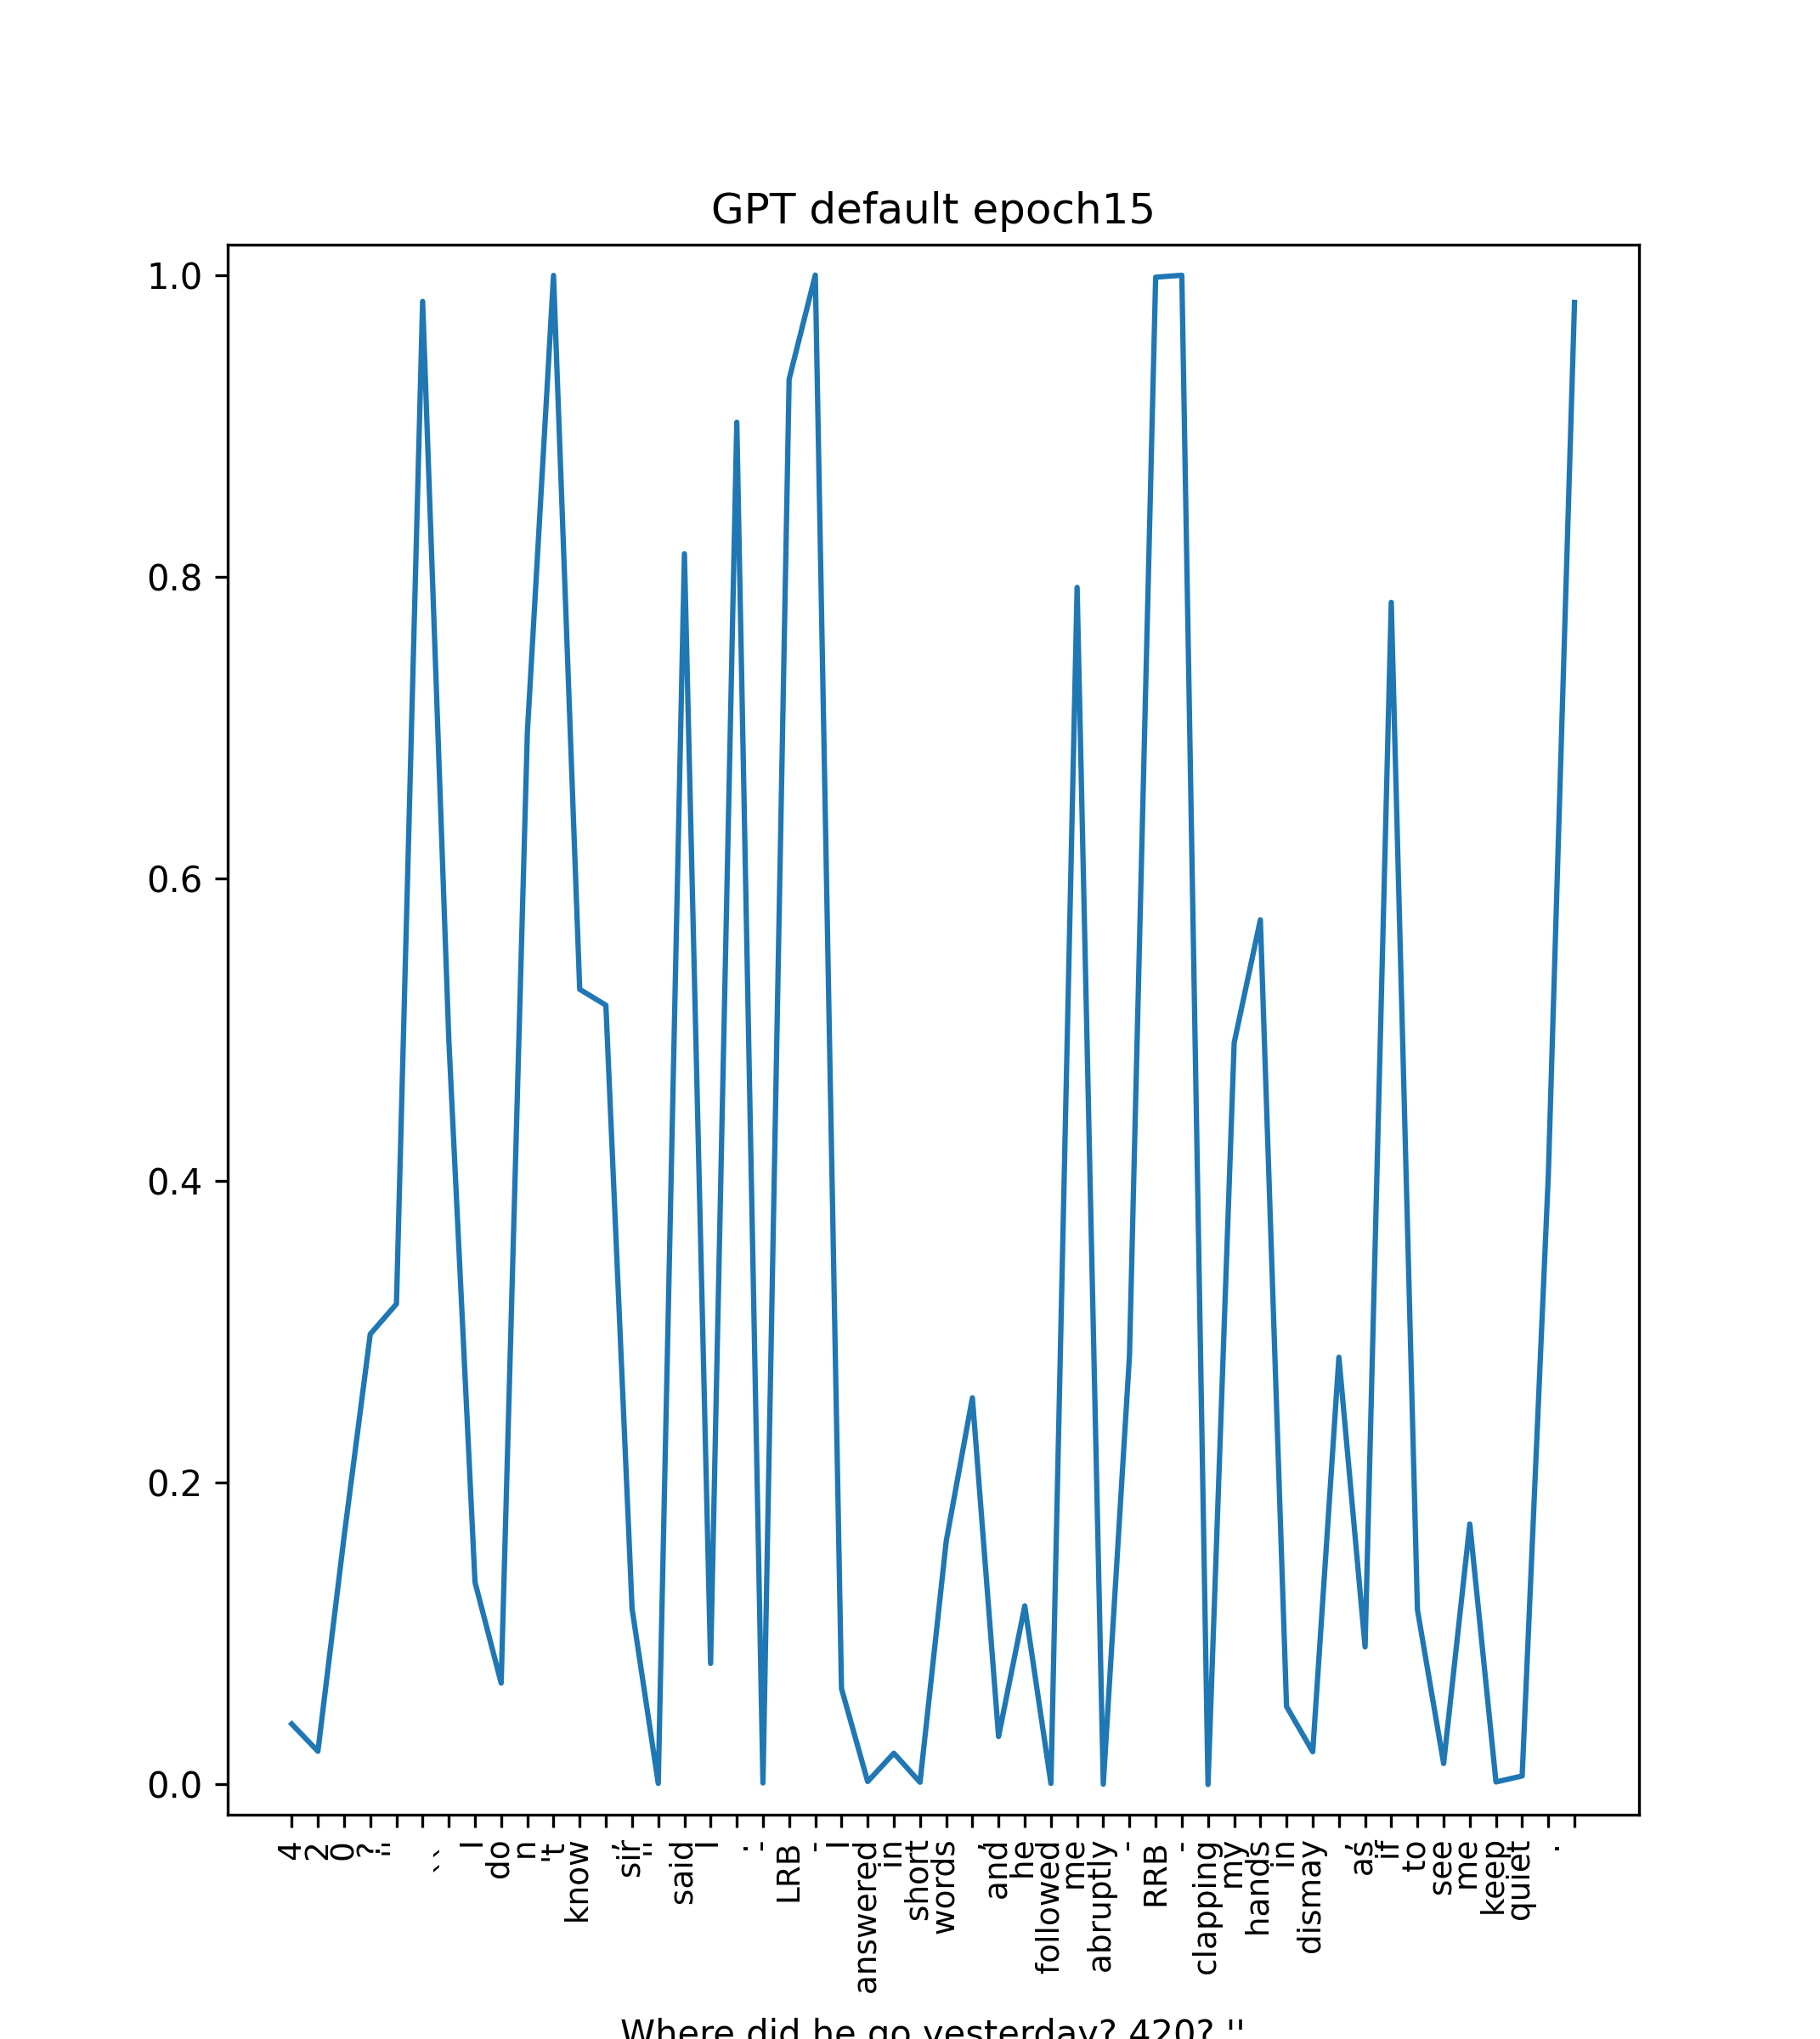 GPT default epoch15
1.0
0.8
0.6
0.4
0.2
0.0
4 2 0 ? '' `` I do n 't know , sir '' said I . - LRB - I answered in short words , and he followed me abruptly - RRB - clapping my hands in dismay , as if to see me keep quiet .
Where did he go yesterday? 420? ''